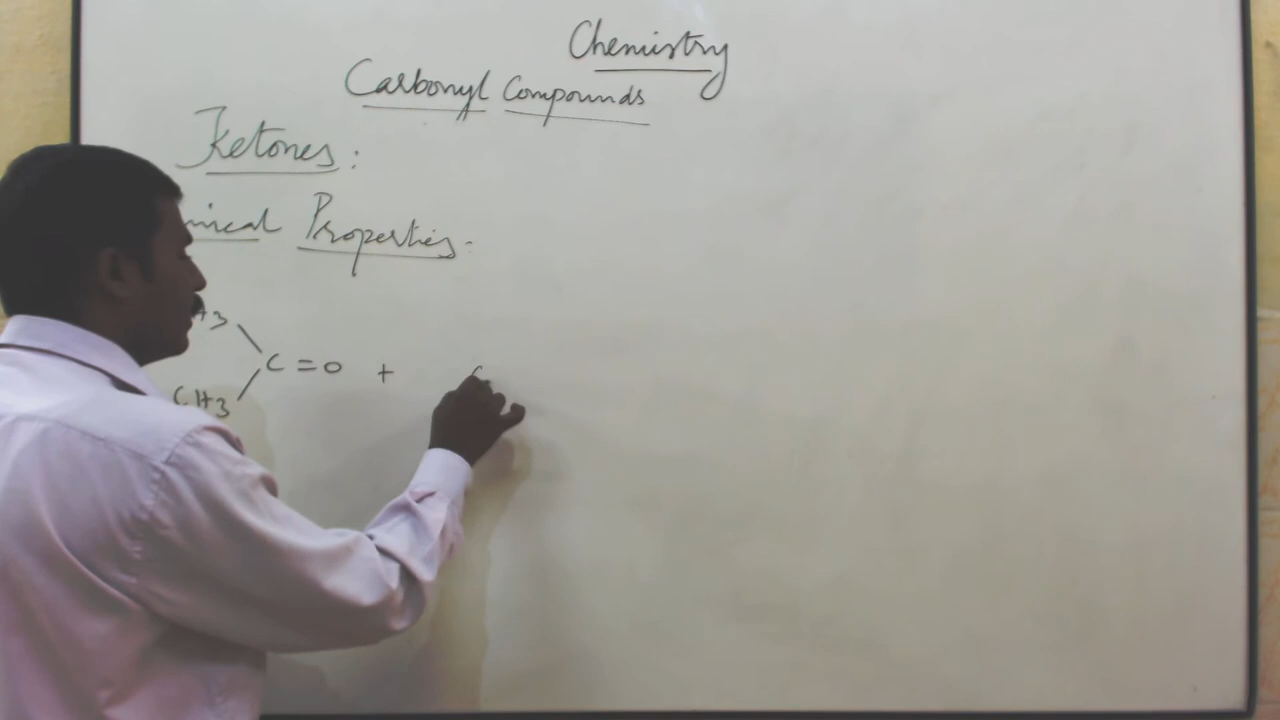 Chemistry
Carbonyl Compounds
Ketones:
mical Properties:
H3
C=O +
CH3